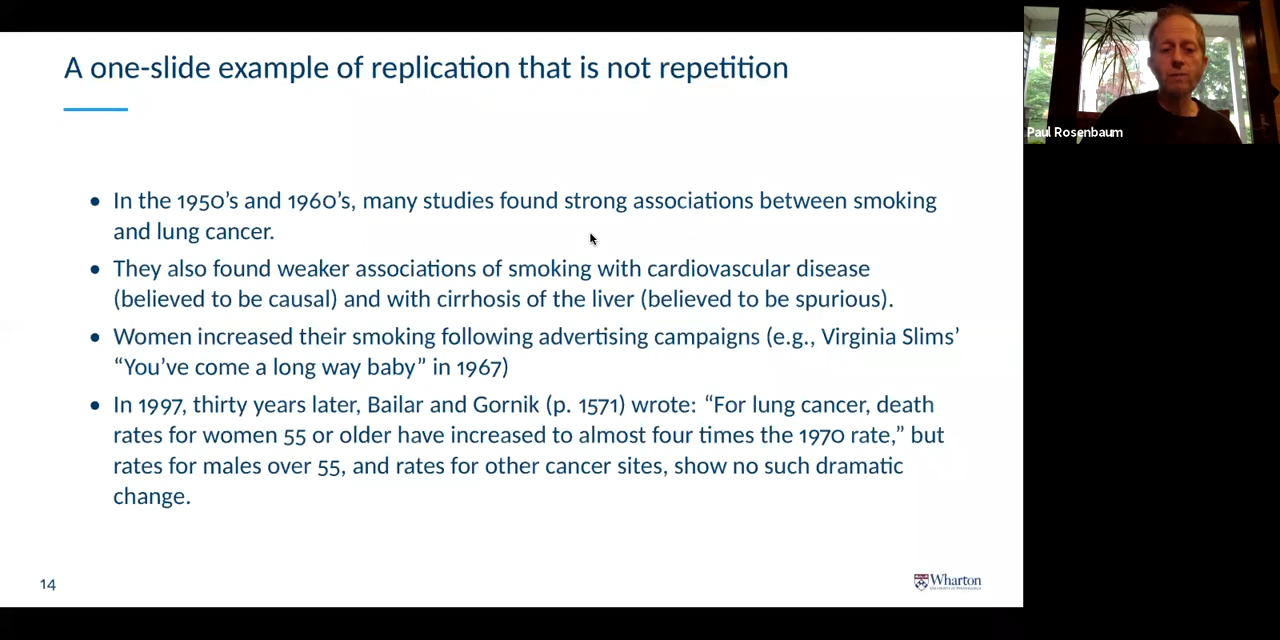 A one-slide example of replication that is not repetition
• In the 1950’s and 1960’s, many studies found strong associations between smoking
and lung cancer.
• They also found weaker associations of smoking with cardiovascular disease
(believed to be causal) and with cirrhosis of the liver (believed to be spurious).
• Women increased their smoking following advertising campaigns (e.g., Virginia Slims’
“You’ve come a long way baby” in 1967)
• In 1997, thirty years later, Bailar and Gornik (p. 1571) wrote: “For lung cancer, death
rates for women 55 or older have increased to almost four times the 1970 rate,” but
rates for males over 55, and rates for other cancer sites, show no such dramatic
change.
14
Wharton
Paul Rosenbaum